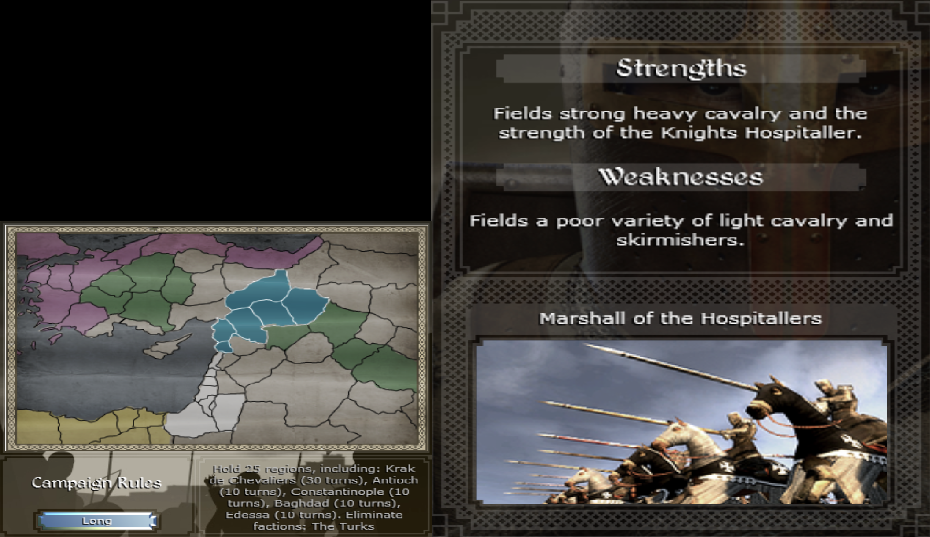 Strengths
Fields strong heavy cavalry and the
strength of the Knights Hospitaller.
Weaknesses
Fields a poor variety of light cavalry and
skirmishers.
Marshall of the Hospitallers
Campaign Rules
Long
Hold 25 regions, including: Krak
de Chevaliers (30 turns), Antioch
(10 turns), Constantinople (10
turns), Baghdad (10 turns),
Edessa (10 turns). Eliminate
factions: The Turks